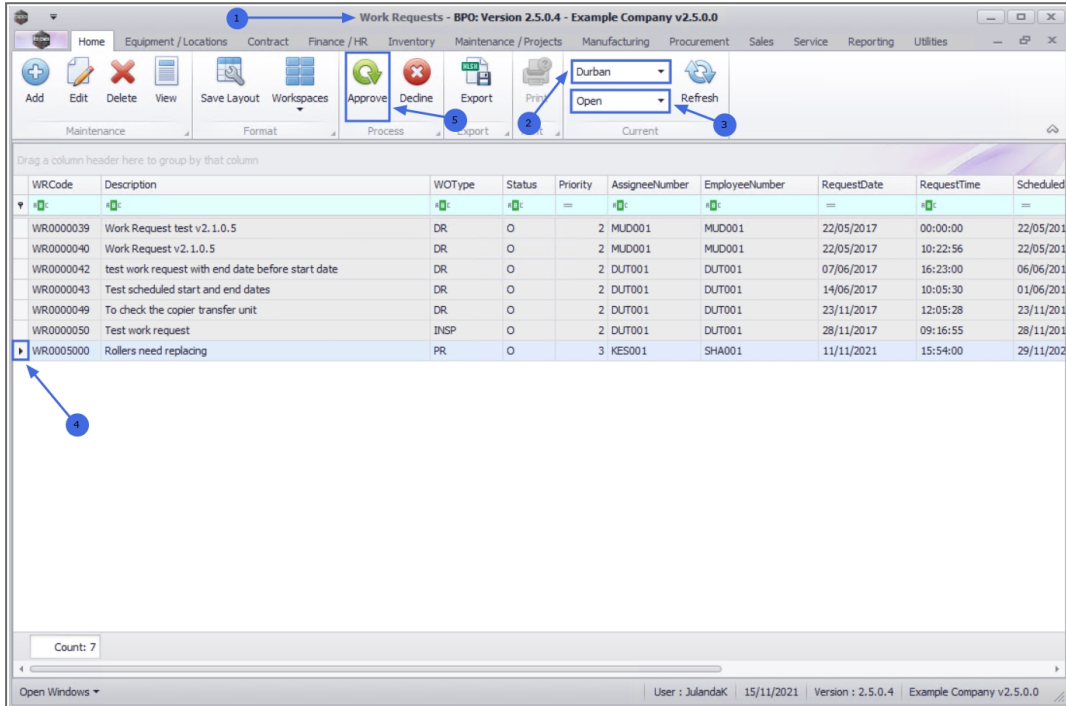 1
Work Requests - BPO: Version 2.5.0.4 - Example Company v2.5.0.0
Home Equipment / Locations Contract Finance / HR Inventory Maintenance / Projects Manufacturing Procurement Sales Service Reporting Utilities
Add Edit Delete View Save Layout Workspaces Approve Decline Export Print Durban Refresh
Open
5 2 3
Maintenance Format Process Export Print Current
Drag a column header here to group by that column
WRCode Description WOType Status Priority AssigneeNumber EmployeeNumber RequestDate RequestTime Scheduled
WR0000039 Work Request test v2.1.0.5 DR O 2 MUD001 MUD001 22/05/2017 00:00:00 22/05/201
WR0000040 Work Request v2.1.0.5 DR O 2 MUD001 MUD001 22/05/2017 10:22:56 22/05/201
WR0000042 test work request with end date before start date DR O 2 DUT001 DUT001 07/06/2017 16:23:00 06/06/201
WR0000043 Test scheduled start and end dates DR O 2 DUT001 DUT001 14/06/2017 10:05:30 01/06/201
WR0000049 To check the copier transfer unit DR O 2 DUT001 DUT001 23/11/2017 12:05:28 23/11/201
WR0000050 Test work request INSP O 2 DUT001 DUT001 28/11/2017 09:16:55 28/11/201
WR0005000 Rollers need replacing PR O 3 KES001 SHA001 11/11/2021 15:54:00 29/11/202
4
Count: 7
Open Windows User : JulandaK 15/11/2021 Version : 2.5.0.4 Example Company v2.5.0.0